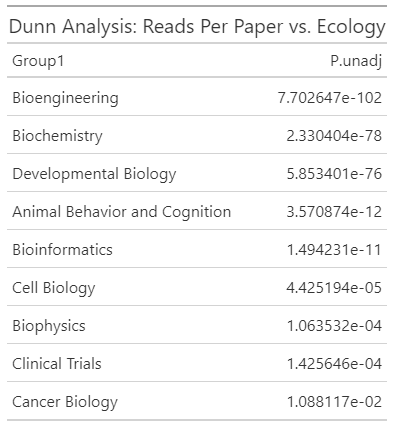 Dunn Analysis: Reads Per Paper vs. Ecology
Group1 P.unadj
Bioengineering 7.702647e-102
Biochemistry 2.330404e-78
Developmental Biology 5.853401e-76
Animal Behavior and Cognition 3.570874e-12
Bioinformatics 1.494231e-11
Cell Biology 4.425194e-05
Biophysics 1.063532e-04
Clinical Trials 1.425646e-04
Cancer Biology 1.088117e-02